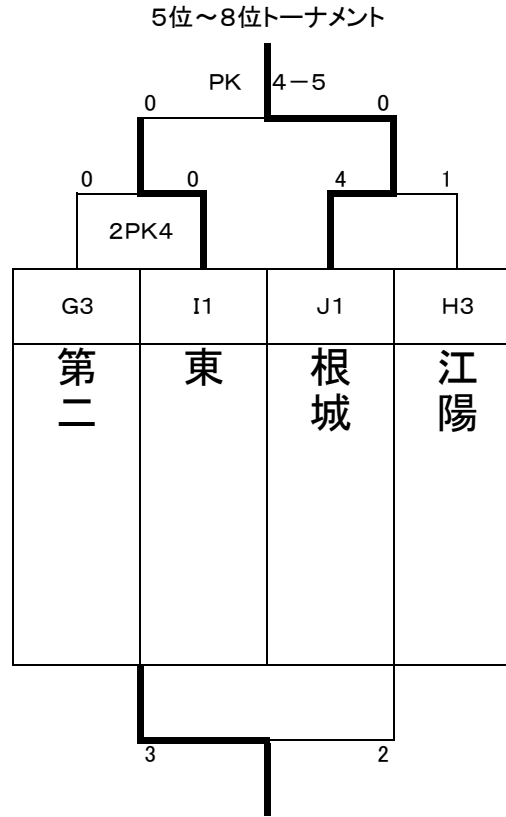 5位～8位トーナメント
PK 4－5
0 0
0 0 4 1
2PK4
G3 I1 J1 H3
第二 東 根城 江陽
3 2